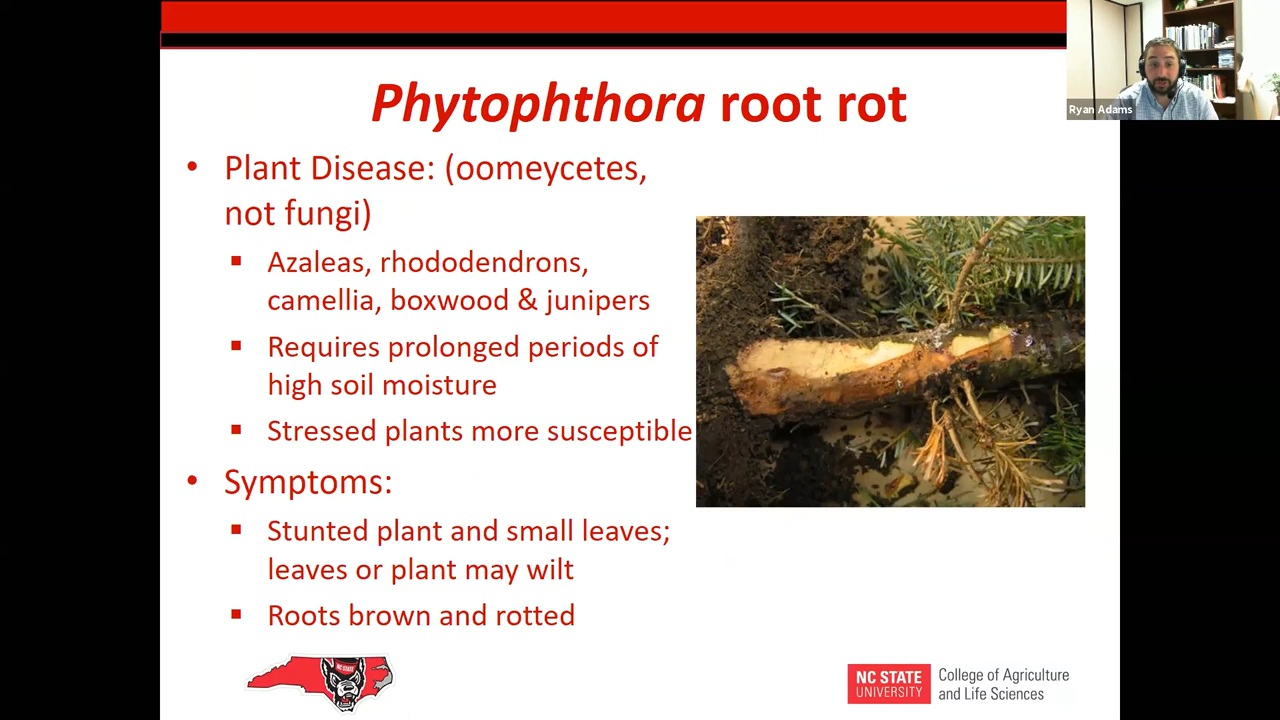 Phytophthora root rot
Ryan Adams
• Plant Disease: (oomeycetes,
not fungi)
▪ Azaleas, rhododendrons,
camellia, boxwood & junipers
▪ Requires prolonged periods of
high soil moisture
▪ Stressed plants more susceptible
• Symptoms:
▪ Stunted plant and small leaves;
leaves or plant may wilt
▪ Roots brown and rotted
NC STATE
NC STATE
UNIVERSITY
College of Agriculture
and Life Sciences